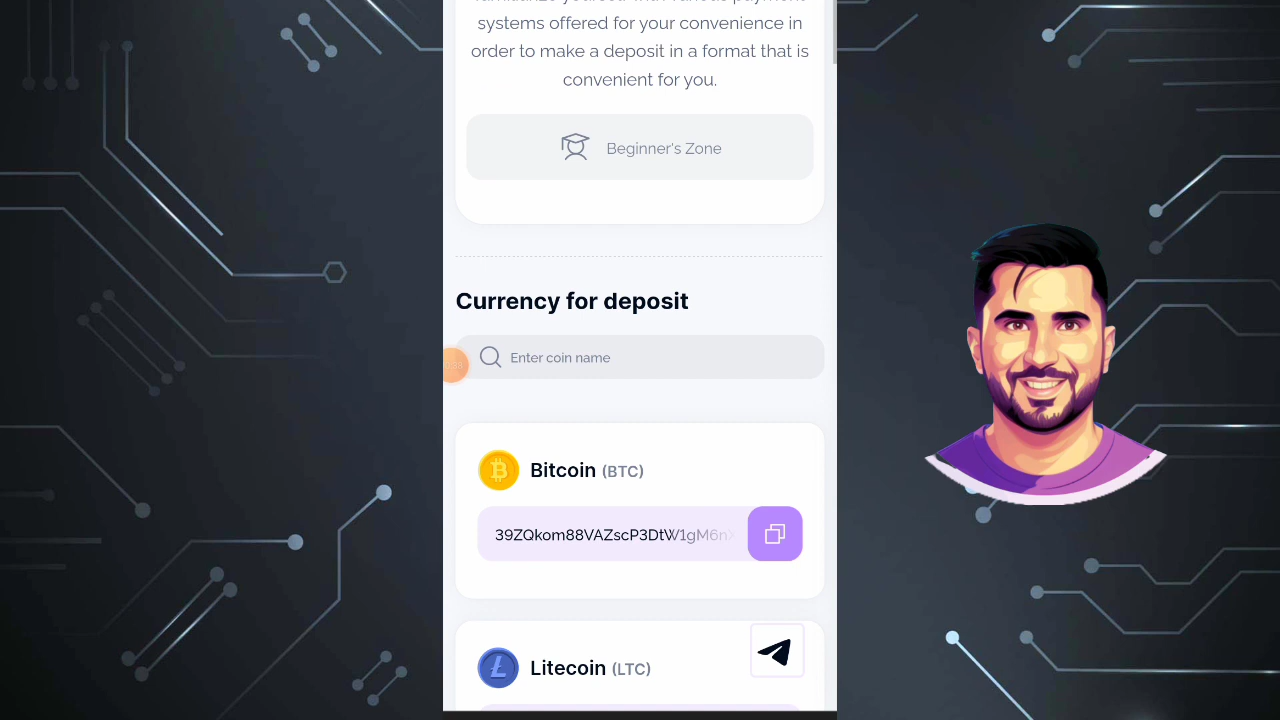 systems offered for your convenience in
order to make a deposit in a format that is
convenient for you.
Beginner's Zone
Currency for deposit
Enter coin name
Bitcoin (BTC)
39ZQkom88VAZscP3DtW1gM6n
Litecoin (LTC)